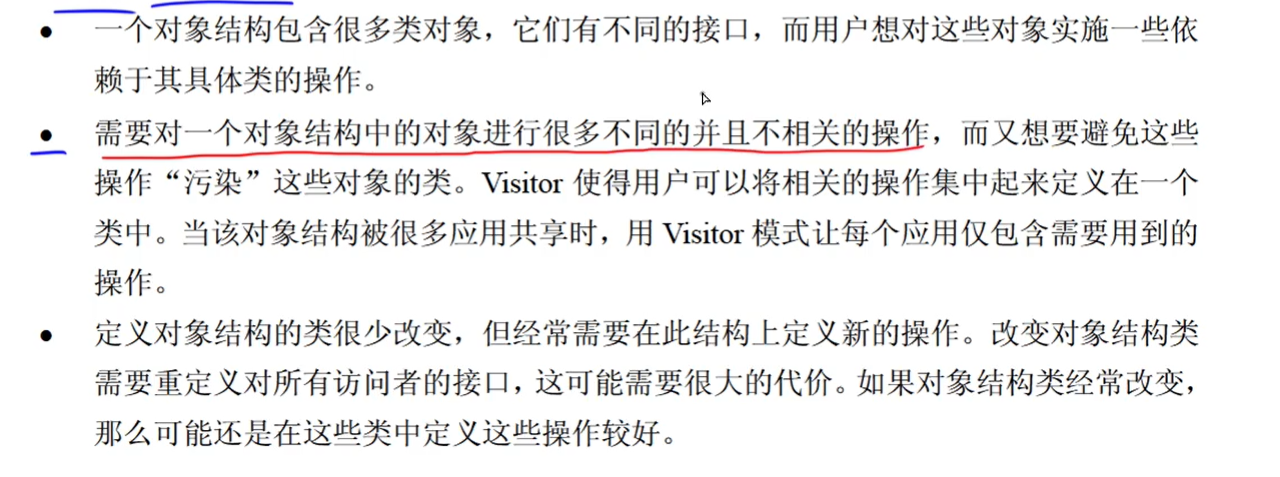 • 一个对象结构包含很多类对象，它们有不同的接口，而用户想对这些对象实施一些依
赖于其具体类的操作。
• 需要对一个对象结构中的对象进行很多不同的并且不相关的操作，而又想要避免这些
操作“污染”这些对象的类。Visitor 使得用户可以将相关的操作集中起来定义在一个
类中。当该对象结构被很多应用共享时，用 Visitor 模式让每个应用仅包含需要用到的
操作。
• 定义对象结构的类很少改变，但经常需要在此结构上定义新的操作。改变对象结构类
需要重定义对所有访问者的接口，这可能需要很大的代价。如果对象结构类经常改变，
那么可能还是在这些类中定义这些操作较好。